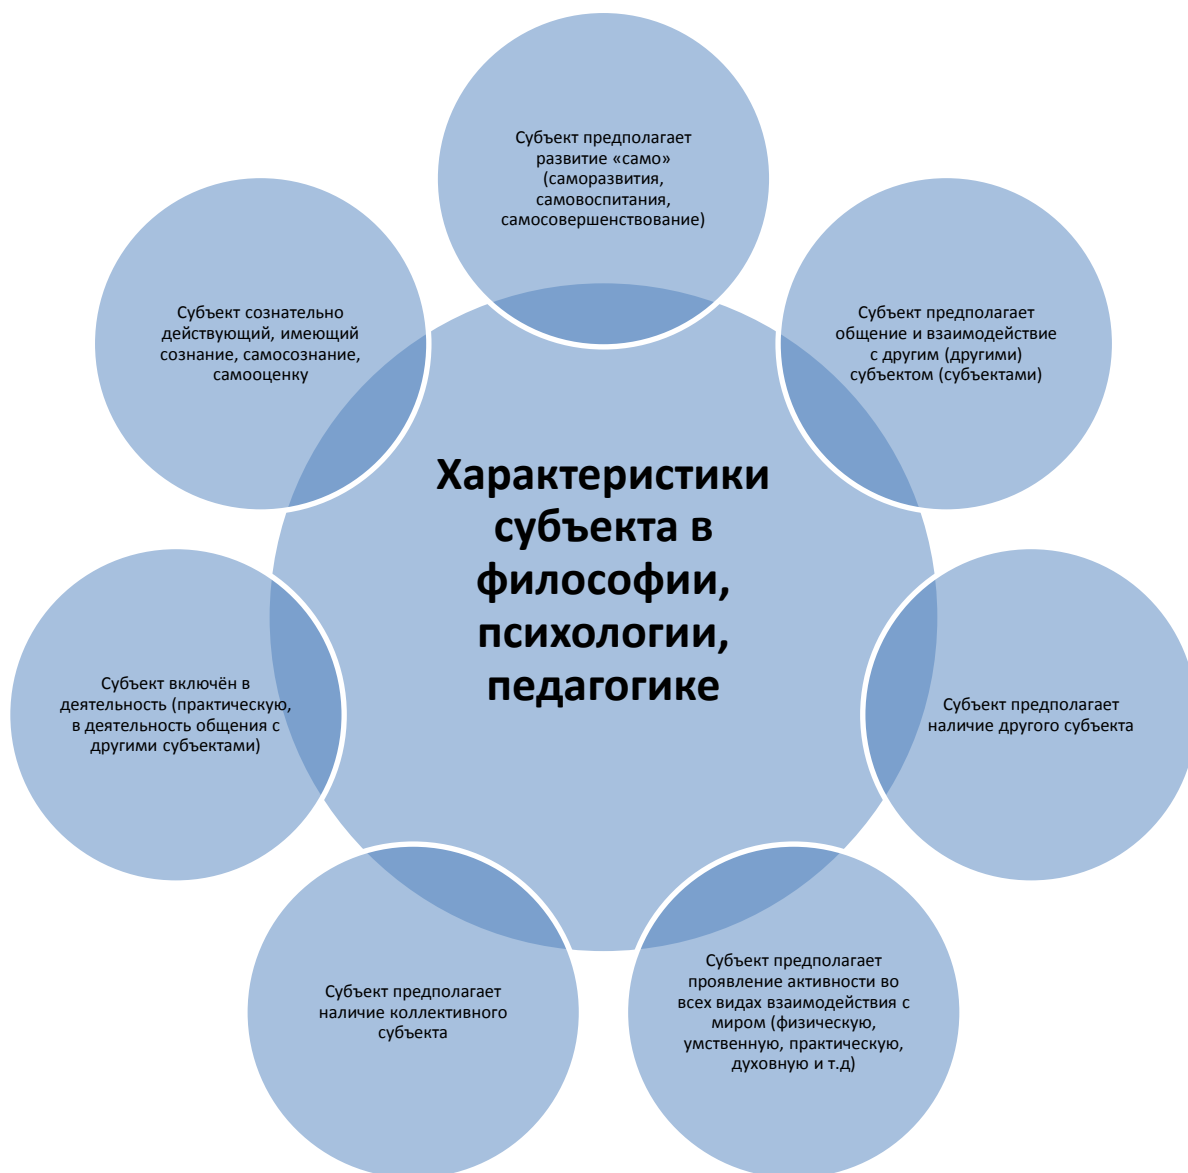 Субъект предполагает
развитие «само»
(саморазвития,
самовоспитания,
самосовершенствование)
Субъект предполагает
общение и взаимодействие
с другим (другими)
субъектом (субъектами)
Субъект предполагает
наличие другого субъекта
Субъект предполагает
проявление активности во
всех видах взаимодействия с
миром (физическую,
умственную, практическую,
духовную и т.д)
Субъект предполагает
наличие коллективного
субъекта
Субъект включён в
деятельность (практическую,
в деятельность общения с
другими субъектами)
Субъект сознательно
действующий, имеющий
сознание, самосознание,
самооценку
Характеристики
субъекта в
философии,
психологии,
педагогике